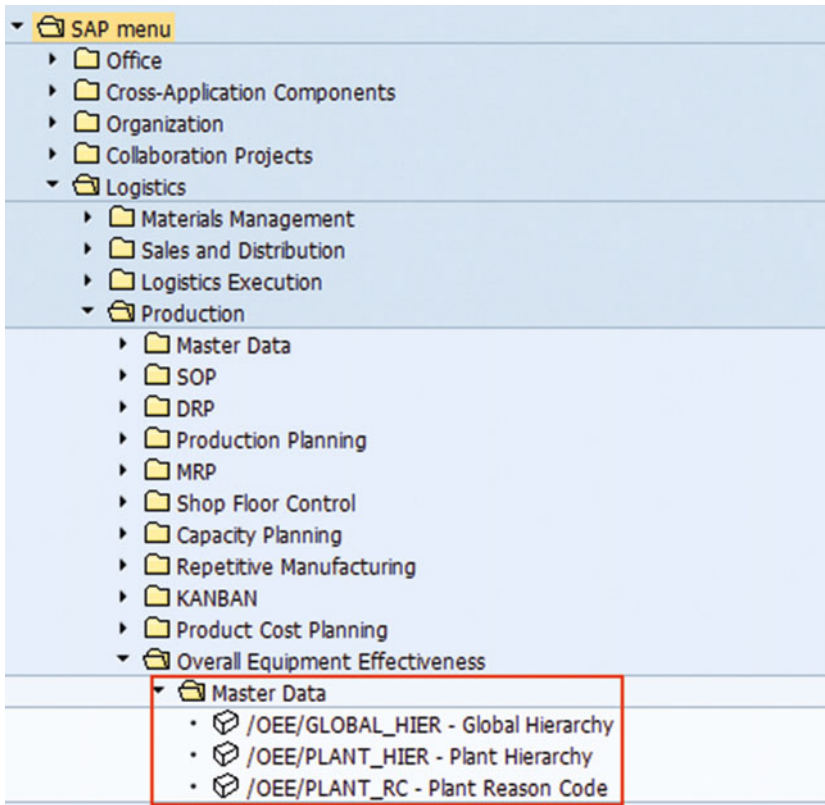 SAP menu
Office
Cross-Application Components
Organization
Collaboration Projects
Logistics
Materials Management
Sales and Distribution
Logistics Execution
Production
Master Data
SOP
DRP
Production Planning
MRP
Shop Floor Control
Capacity Planning
Repetitive Manufacturing
KANBAN
Product Cost Planning
Overall Equipment Effectiveness
Master Data
/OEE/GLOBAL_HIER - Global Hierarchy
/OEE/PLANT_HIER - Plant Hierarchy
/OEE/PLANT_RC - Plant Reason Code